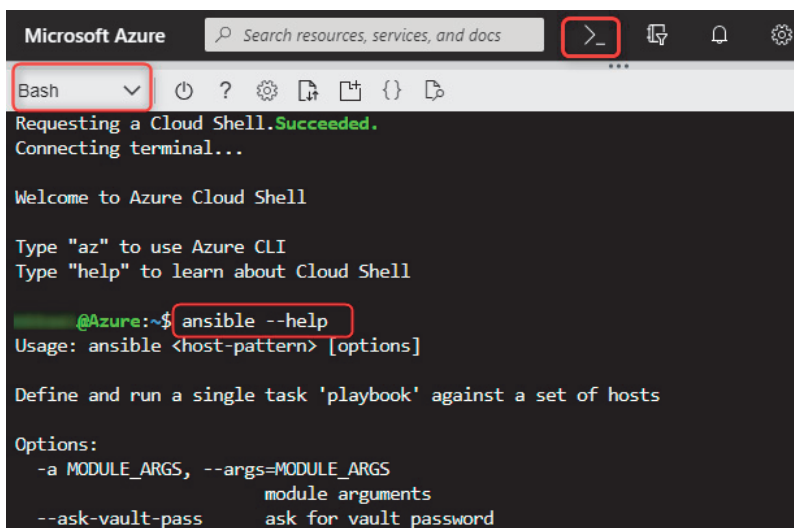 Microsoft Azure Search resources, services, and docs
Bash
Requesting a Cloud Shell.Succeeded.
Connecting terminal...
Welcome to Azure Cloud Shell
Type "az" to use Azure CLI
Type "help" to learn about Cloud Shell
@Azure:~$ ansible --help
Usage: ansible <host-pattern> [options]
Define and run a single task 'playbook' against a set of hosts
Options:
-a MODULE_ARGS, --args=MODULE_ARGS
module arguments
--ask-vault-pass ask for vault password